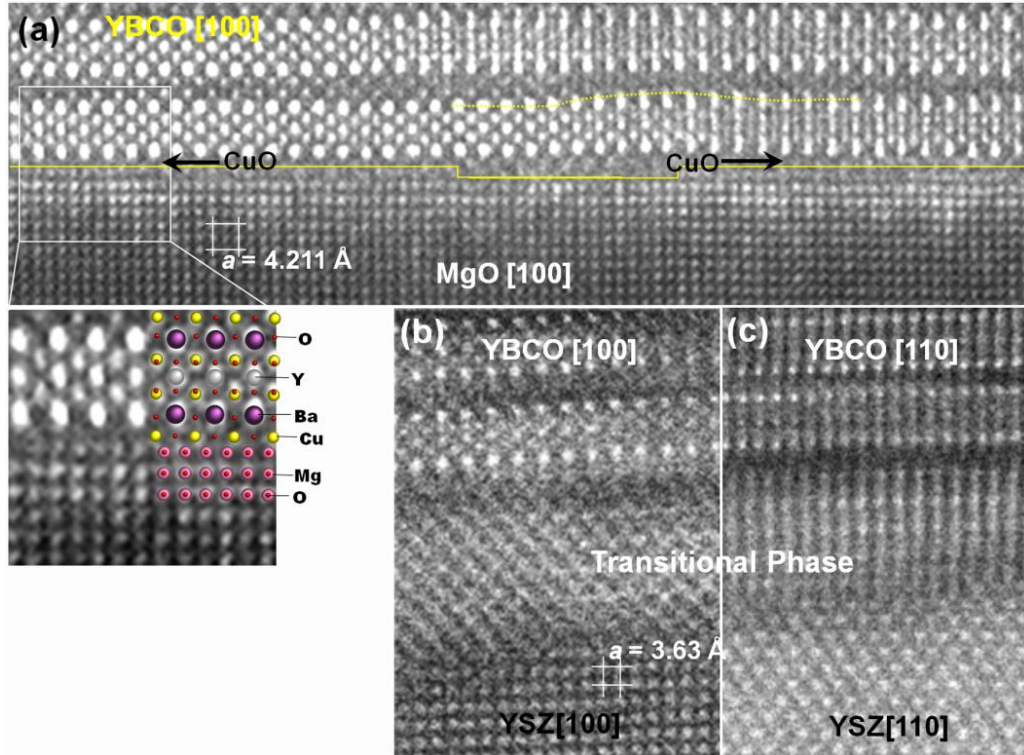 (a)
YBCO [100]
CuO
CuO
a = 4.211 Å
MgO [100]
O
Y
Ba
Cu
Mg
O
(b)
YBCO [100]
(c)
YBCO [110]
Transitional Phase
a = 3.63 Å
YSZ[100]
YSZ[110]